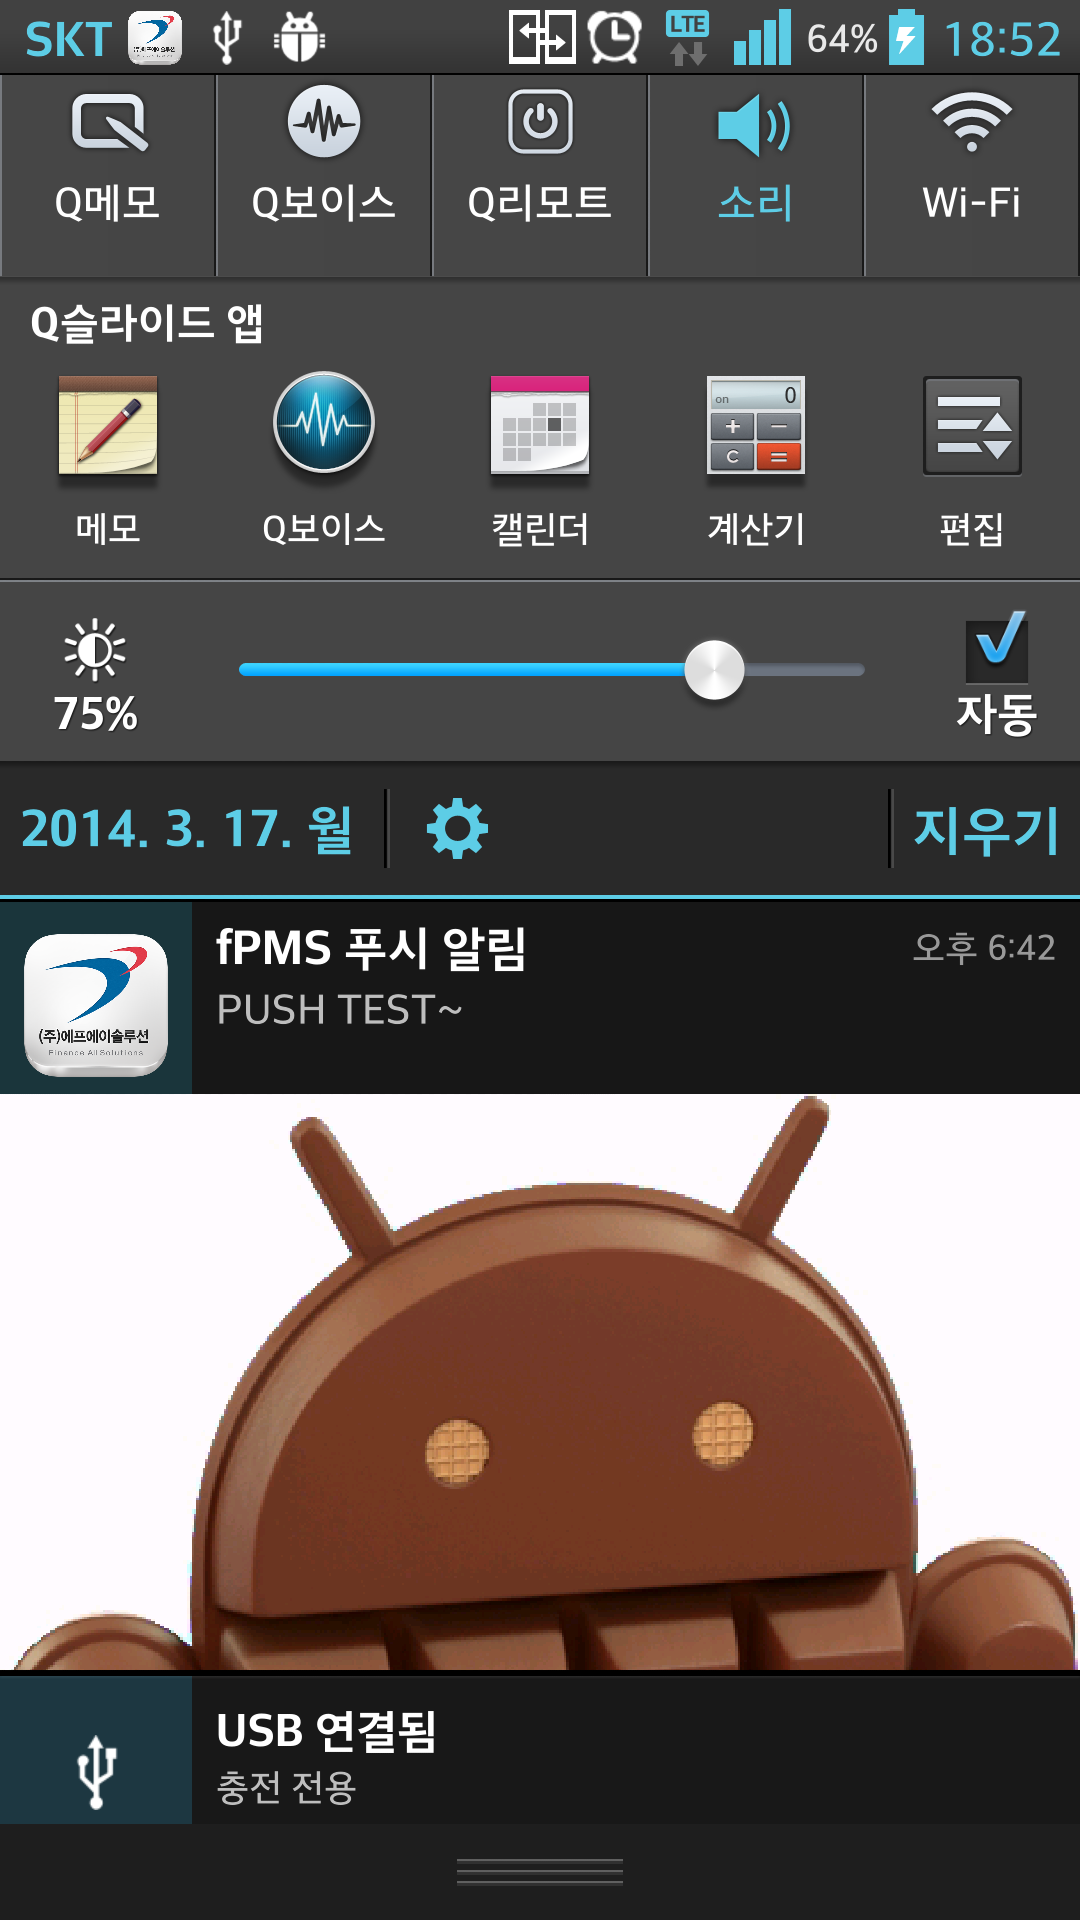 SKT LTE 64% 18:52
Q메모 Q보이스 Q리모트 소리 Wi-Fi
Q슬라이드 앱
on 0
+ −
C =
메모 Q보이스 캘린더 계산기 편집
75% 자동
2014. 3. 17. 월 지우기
fPMS 푸시 알림 오후 6:42
PUSH TEST~
(주)에프에이솔루션
Finance All Solutions
USB 연결됨
충전 전용